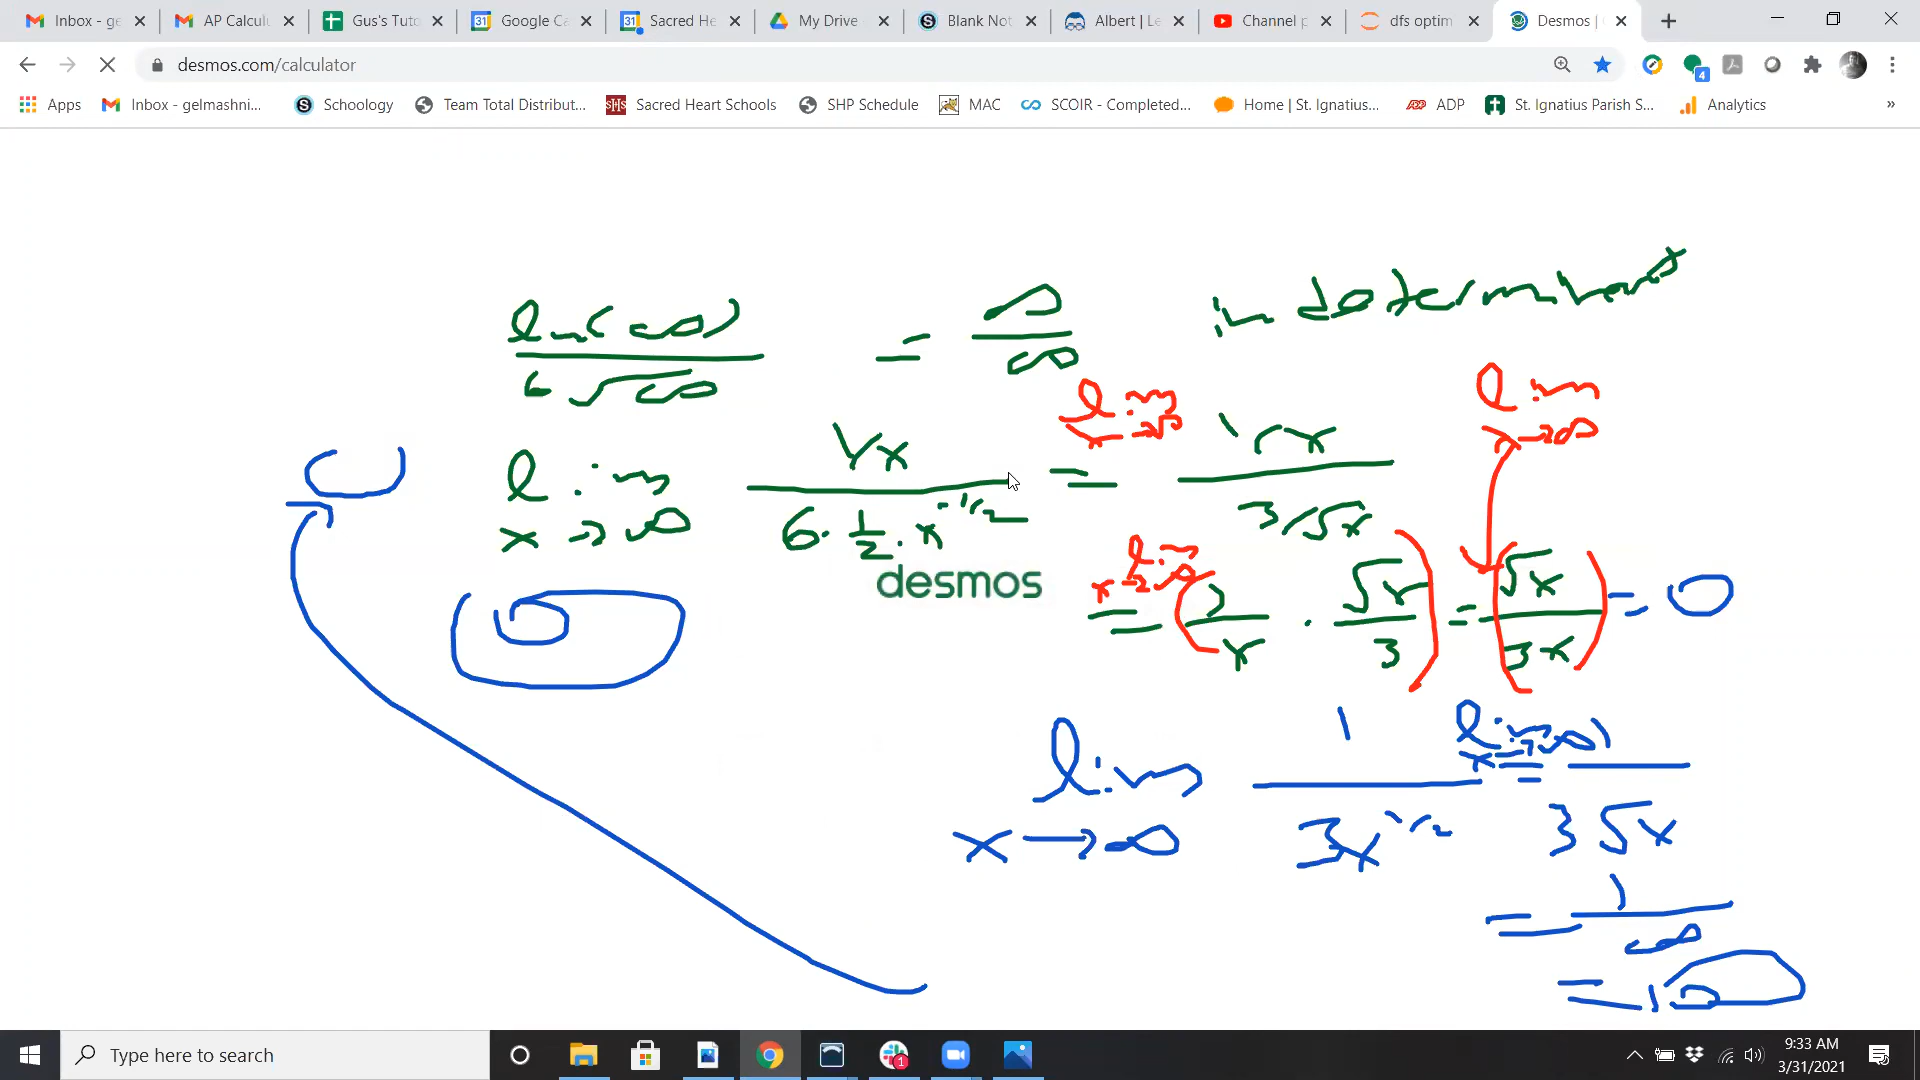 Inbox - ge
AP Calcul
Gus's Tuto
Google Ca
Sacred He
My Drive
Blank Not
Albert | Le
Channel p
dfs optim
Desmos |
desmos.com/calculator
4
Apps
Inbox - gelmashni...
Schoology
Team Total Distribut...
Sacred Heart Schools
SHP Schedule
MAC
SCOIR - Completed...
Home | St. Ignatius...
ADP
St. Ignatius Parish S...
Analytics
»
ln(∞) / 6√∞ = ∞/∞
lim x→∞ 1/x / 6 · 1/2 · x^-1/2 = lim x→∞ 1/x / 3/√x
= lim x→∞ (1/x · √x/3) = lim x→∞ (√x/3x) = 0
lim x→∞ 1/3x^1/2 = lim x→∞ 1/3√x
= 1/∞
desmos
Type here to search
1
9:33 AM
3/31/2021